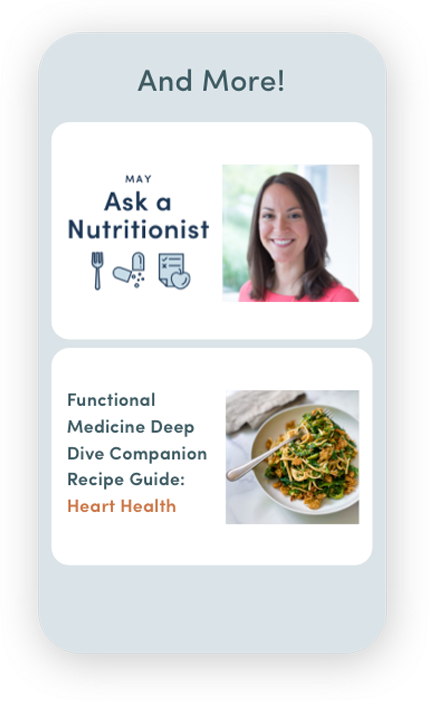 And More!
MAY
Ask a
Nutritionist
Functional
Medicine Deep
Dive Companion
Recipe Guide:
Heart Health